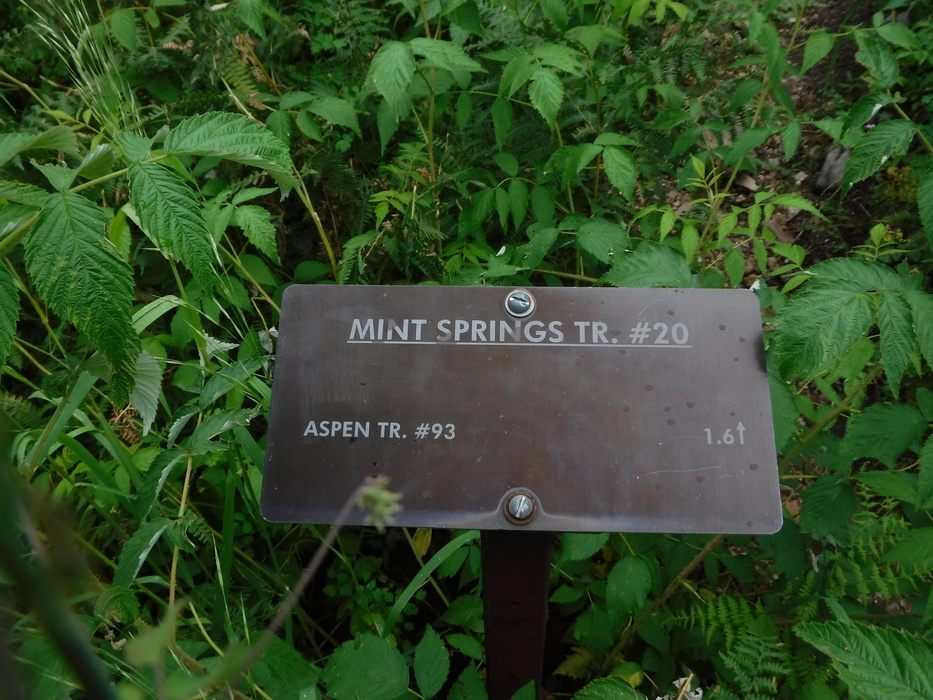 MINT SPRINGS TR. #20
ASPEN TR. #93 1.6↑